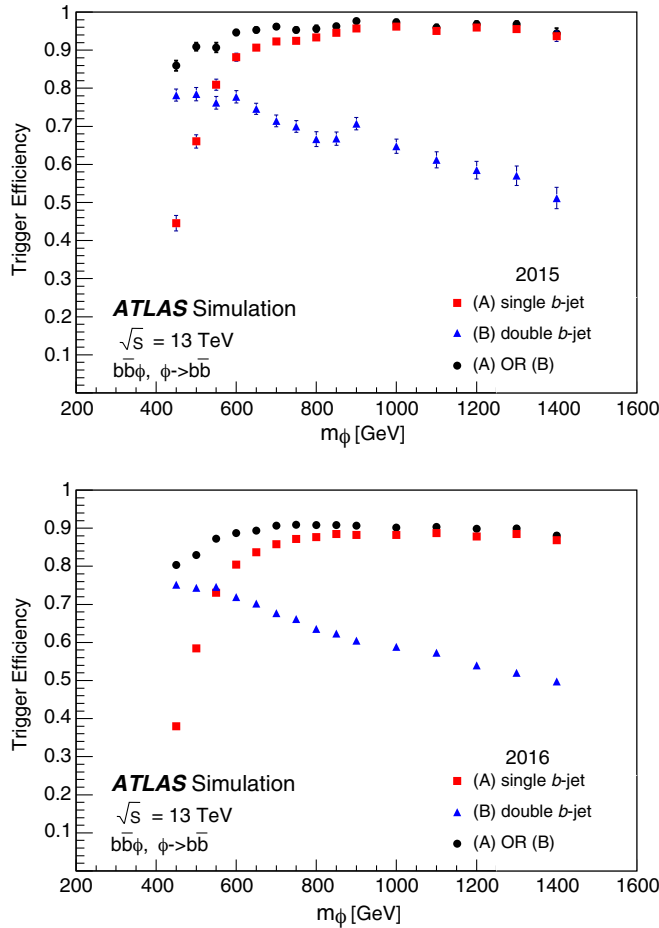 1
0.9
0.8
0.7
0.6
0.5
0.4
0.3
0.2
0.1
Trigger Efficiency
2015
ATLAS Simulation
(A) single b-jet
√s = 13 TeV
(B) double b-jet
bb̄ϕ, ϕ->bb̄
(A) OR (B)
200 400 600 800 1000 1200 1400 1600
mϕ [GeV]
1
0.9
0.8
0.7
0.6
0.5
0.4
0.3
0.2
0.1
Trigger Efficiency
2016
ATLAS Simulation
(A) single b-jet
√s = 13 TeV
(B) double b-jet
bb̄ϕ, ϕ->bb̄
(A) OR (B)
200 400 600 800 1000 1200 1400 1600
mϕ [GeV]